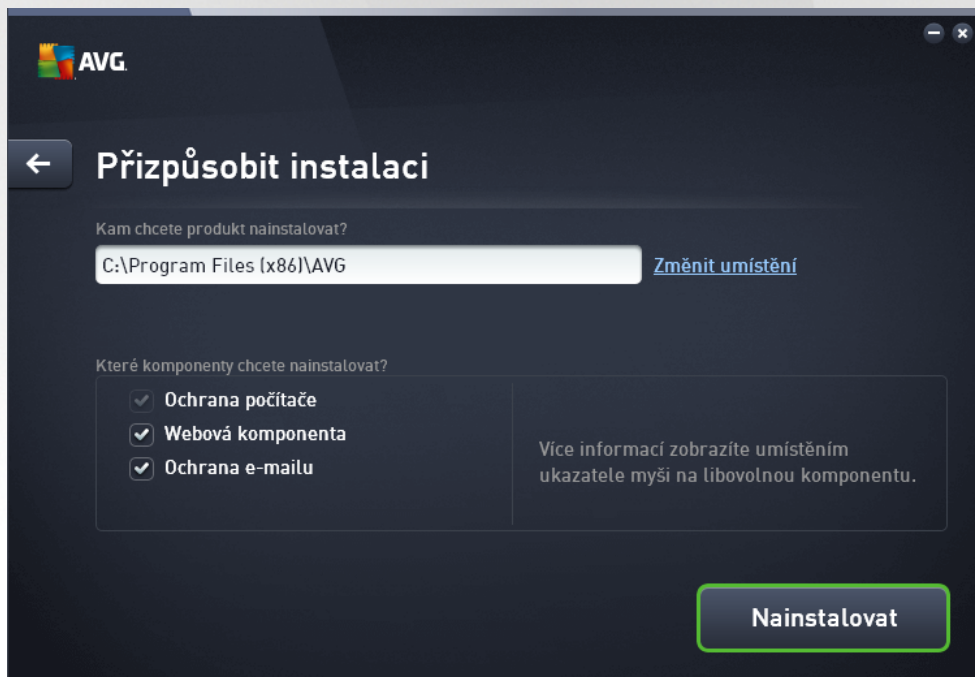 AVG.
Přizpůsobit instalaci
Kam chcete produkt nainstalovat?
C:\Program Files (x86)\AVG
Změnit umístění
Které komponenty chcete nainstalovat?
Ochrana počítače
Webová komponenta
Ochrana e-mailu
Více informací zobrazíte umístěním
ukazatele myši na libovolnou komponentu.
Nainstalovat